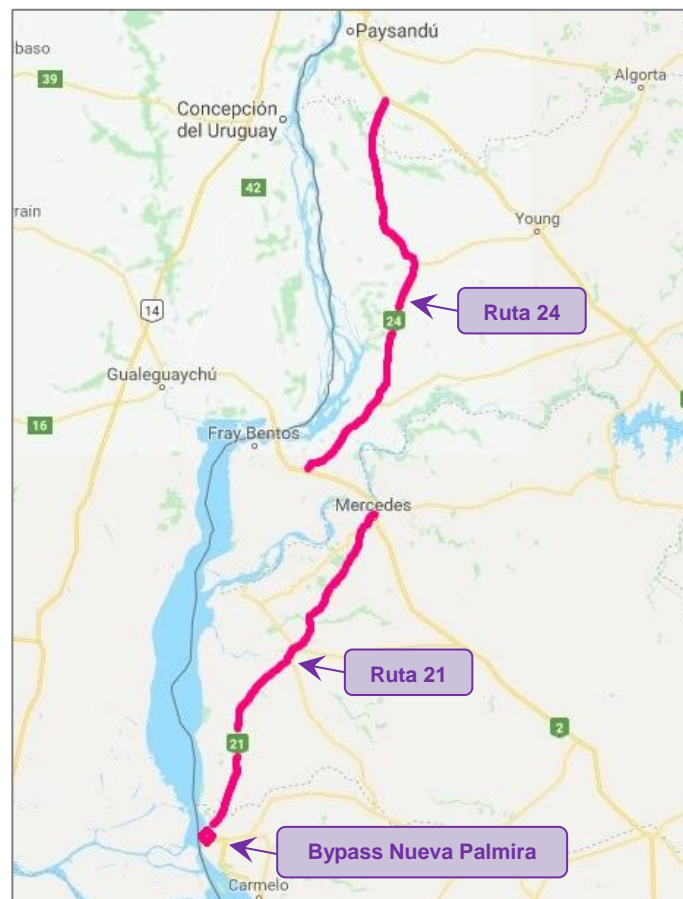 Paysandú
baso
39
Algorta
Concepción
del Uruguay
42
rain
Young
14
Ruta 24
24
Gualeguaychú
16
Fray Bentos
Mercedes
Ruta 21
2
21
Bypass Nueva Palmira
Carmelo